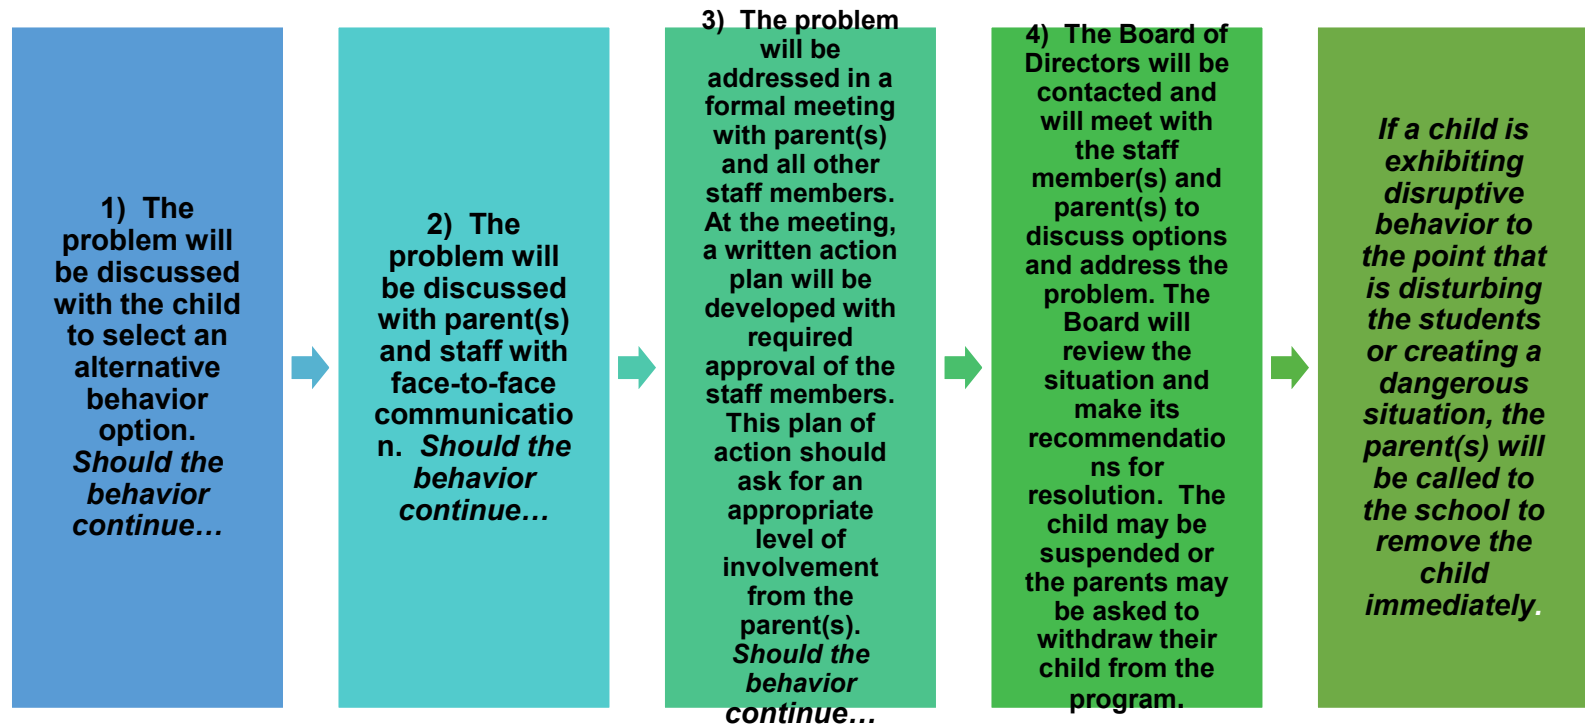 1)  The
problem will
be discussed
with the child
to select an
alternative
behavior
option.
Should the
behavior
continue…
2)  The
problem will
be discussed
with parent(s)
and staff with
face-to-face
communicatio
n.  Should the
behavior
continue…
3)  The problem
will be
addressed in a
formal meeting
with parent(s)
and all other
staff members.
At the meeting,
a written action
plan will be
developed with
required
approval of the
staff members.
This plan of
action should
ask for an
appropriate
level of
involvement
from the
parent(s).
Should the
behavior
continue…
4)  The Board of
Directors will be
contacted and
will meet with
the staff
member(s) and
parent(s) to
discuss options
and address the
problem. The
Board will
review the
situation and
make its
recommendatio
ns for
resolution.  The
child may be
suspended or
the parents may
be asked to
withdraw their
child from the
program.
If a child is
exhibiting
disruptive
behavior to
the point that
is disturbing
the students
or creating a
dangerous
situation, the
parent(s) will
be called to
the school to
remove the
child
immediately.